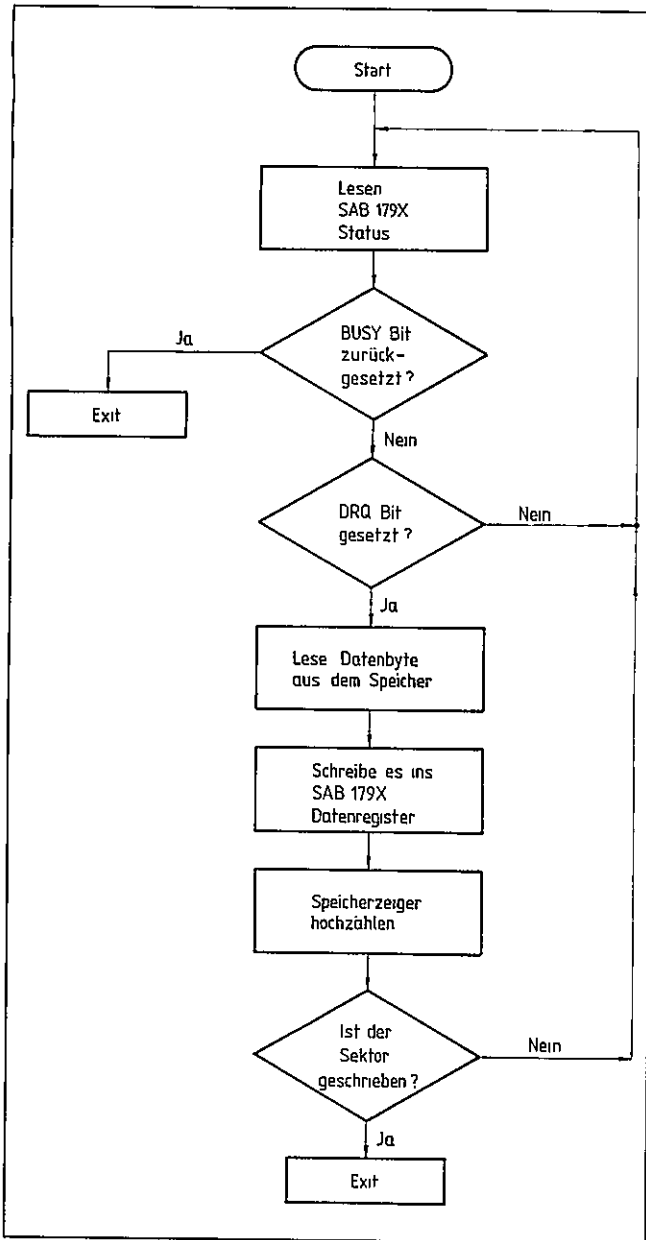 Start
Lesen
SAB 179X
Status
BUSY Bit
zurück-
gesetzt?
Ja
Exit
Nein
DRQ Bit
gesetzt?
Nein
Ja
Lese Datenbyte
aus dem Speicher
Schreibe es ins
SAB 179X
Datenregister
Speicherzeiger
hochzählen
Ist der
Sektor
geschrieben?
Nein
Ja
Exit